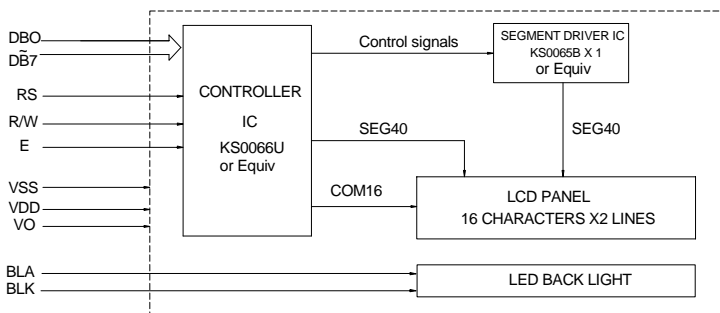 DBO
~
DB7
RS
R/W
E
VSS
VDD
VO
BLA
BLK
CONTROLLER
IC
KS0066U
or Equiv
Control signals
SEGMENT DRIVER IC
KS0065B X 1
or Equiv
SEG40
SEG40
COM16
LCD PANEL
16 CHARACTERS X2 LINES
LED BACK LIGHT